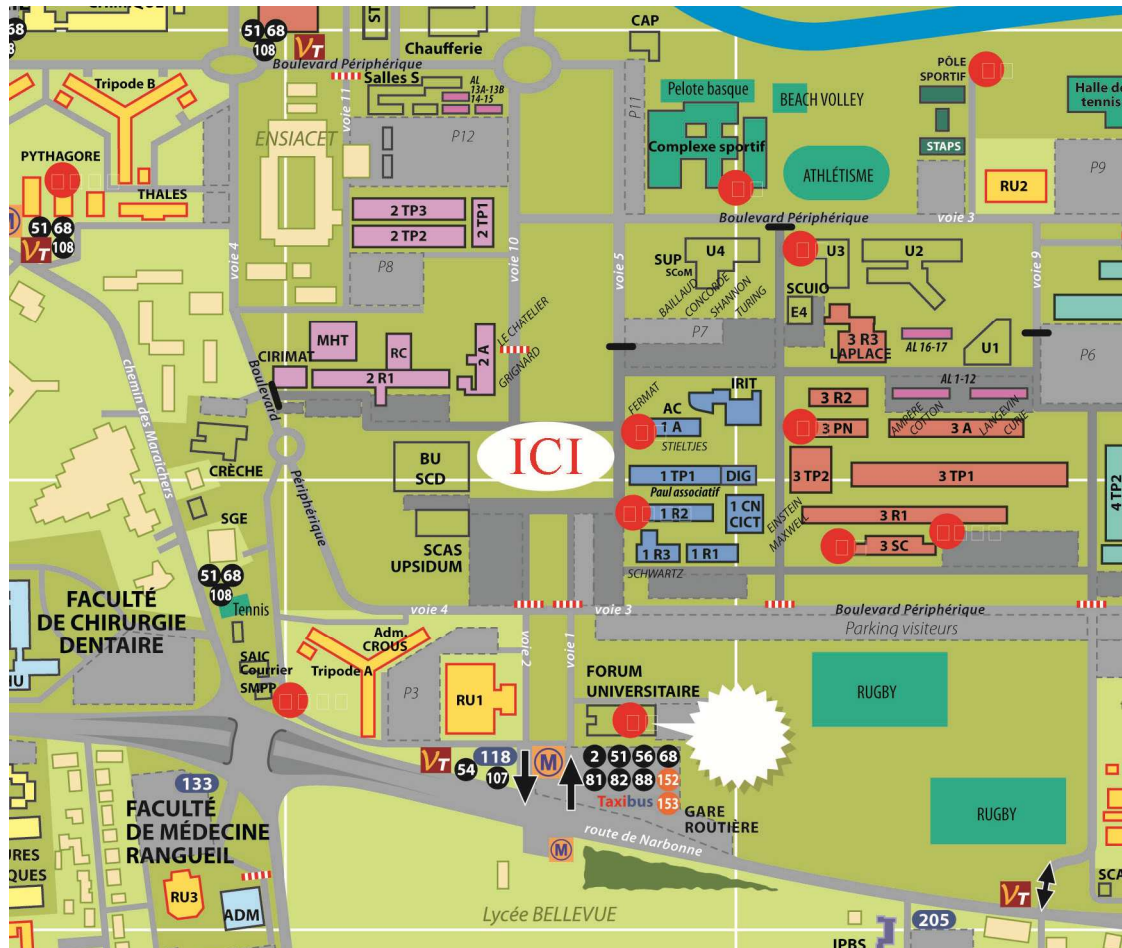 CAP
51 68
108
VT
Chaufferie
Boulevard Périphérique
Salles S
AL
13A-13B
14-15
voie 11
Tripode B
ENSIACET
P12
P11
Pelote basque
BEACH VOLLEY
PÔLE
SPORTIF
Halle de
tennis
Complexe sportif
STAPS
ATHLÉTISME
RU2
P9
PYTHAGORE
THALES
M
51 68
VT 108
2 TP3
2 TP2
2 TP1
Boulevard Périphérique
voie 3
voie 4
voie 10
voie 5
voie 9
P8
SUP
SCoM
U4
U3
U2
BAILLAUD
CONCORDE
SHANNON
TURING
SCUIO
E4
P7
3 R3
LAPLACE
AL 16-17
U1
P6
MHT
RC
2 A
LE CHATELIER
GRIGNARD
CIRIMAT
2 R1
Boulevard
chemin des Maraîchers
IRIT
FERMAT
AC
1 A
STIELTJES
3 R2
3 PN
AL 1-12
AMPÈRE
COTTON
3 A
LANGEVIN
CURIE
CRÈCHE
BU
SCD
ICI
1 TP1
DIG
Paul associatif
1 R2
1 CN
CICT
3 TP2
3 TP1
4 TP2
EINSTEIN
MAXWELL
3 R1
3 SC
Périphérique
SGE
SCAS
UPSIDUM
1 R3
1 R1
SCHWARTZ
51 68
108
Tennis
voie 4
voie 3
Boulevard Périphérique
Parking visiteurs
FACULTÉ
DE CHIRURGIE
DENTAIRE
voie 2
voie 1
Adm.
CROUS
Tripode A
SAIC
Courrier
SMPP
P3
RU1
FORUM
UNIVERSITAIRE
RUGBY
VT
54
118
107
M
2 51 56 68
81 82 88 152
Taxibus 153
GARE
ROUTIÈRE
RUGBY
133
FACULTÉ
DE MÉDECINE
RANGUEIL
route de Narbonne
M
RU3
ADM
Lycée BELLEVUE
VT
205
IPBS